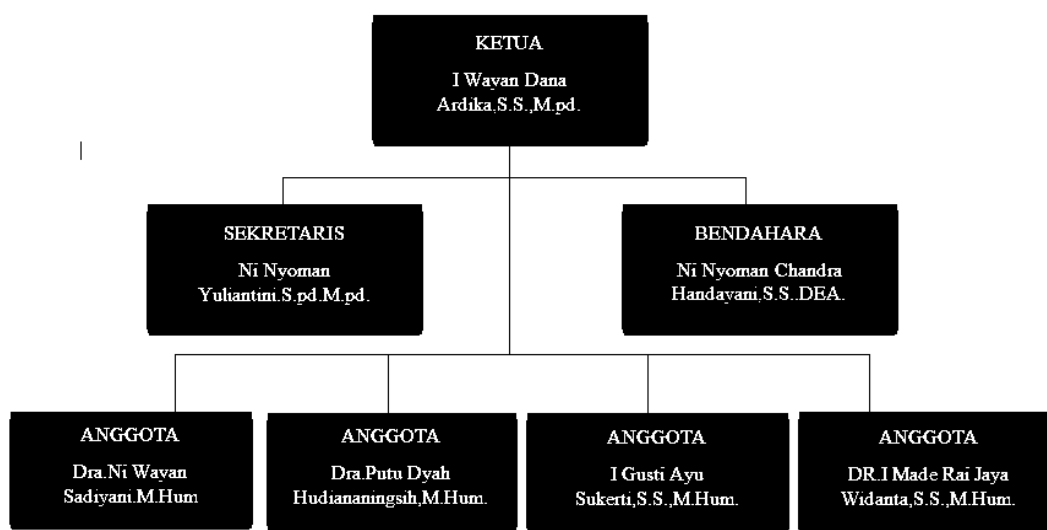 KETUA
I Wayan Dana
Ardika,S.S.,M.pd.
SEKRETARIS
Ni Nyoman
Yuliantini.S.pd.M.pd.
BENDAHARA
Ni Nyoman Chandra
Handayani,S.S..DEA.
ANGGOTA
Dra.Ni Wayan
Sadiyani.M.Hum
ANGGOTA
Dra.Putu Dyah
Hudiananingsih,M.Hum.
ANGGOTA
I Gusti Ayu
Sukerti,S.S.,M.Hum.
ANGGOTA
DR.I Made Rai Jaya
Widanta,S.S.,M.Hum.